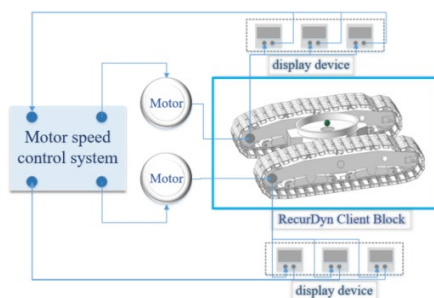 display device
Motor
Motor speed
control system
Motor
RecurDyn Client Block
display device